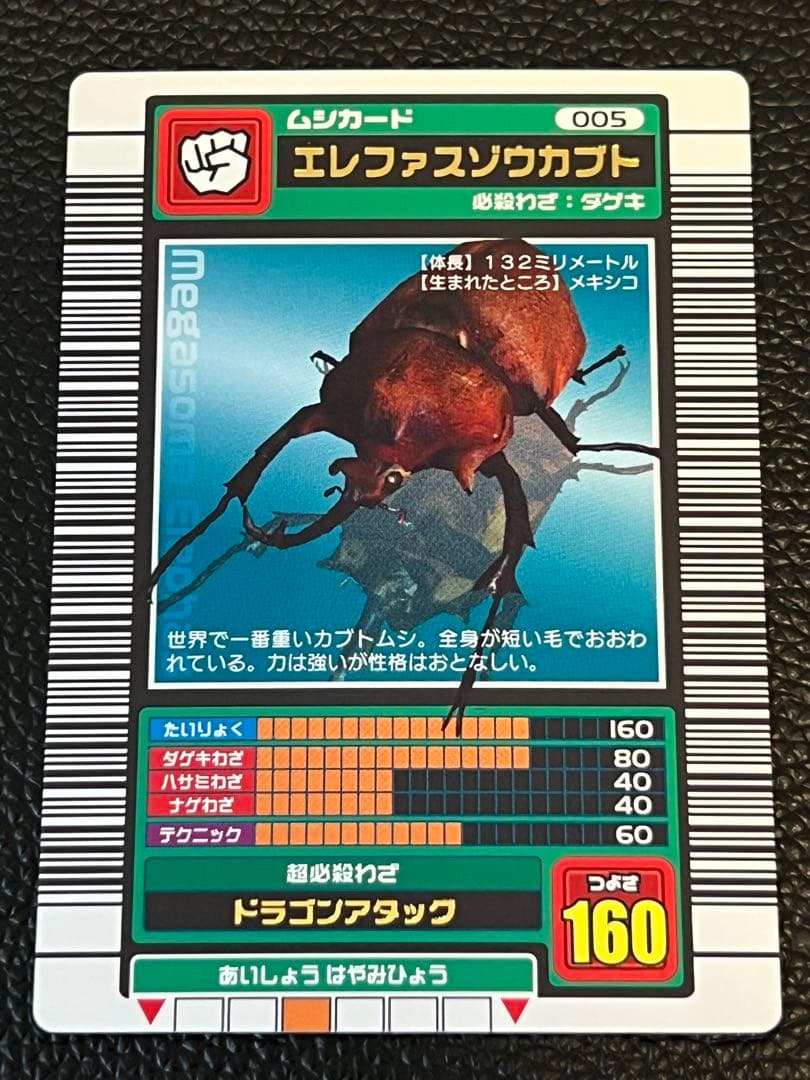 ムシカード
005
エレファスゾウカブト
必殺わざ：ダゲキ
【体長】132ミリメートル
【生まれたところ】メキシコ
Megasoma Eleph
世界で一番重いカブトムシ。全身が短い毛でおおわ
れている。力は強いが性格はおとなしい。
たいりょく 160
ダゲキわざ 80
ハサミわざ 40
ナゲわざ 40
テクニック 60
超必殺わざ
ドラゴンアタック
つよさ
160
あいしょう はやみひょう